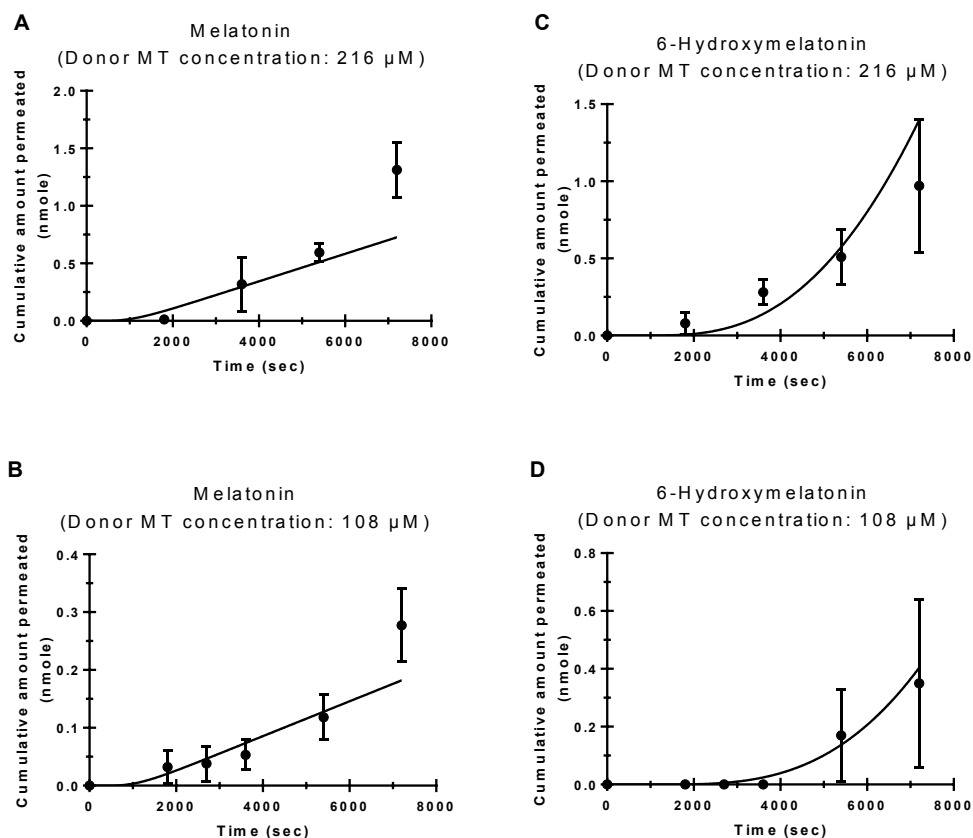 A
Melatonin
(Donor MT concentration: 216 μM)
Cumulative amount permeated
(nmole)
2.0
1.5
1.0
0.5
0.0
0
2000
4000
6000
8000
Time (sec)
C
6-Hydroxymelatonin
(Donor MT concentration: 216 μM)
Cumulative amount permeated
(nmole)
1.5
1.0
0.5
0.0
0
2000
4000
6000
8000
Time (sec)
B
Melatonin
(Donor MT concentration: 108 μM)
Cumulative amount permeated
(nmole)
0.4
0.3
0.2
0.1
0.0
0
2000
4000
6000
8000
Time (sec)
D
6-Hydroxymelatonin
(Donor MT concentration: 108 μM)
Cumulative amount permeated
(nmole)
0.8
0.6
0.4
0.2
0.0
0
2000
4000
6000
8000
Time (sec)